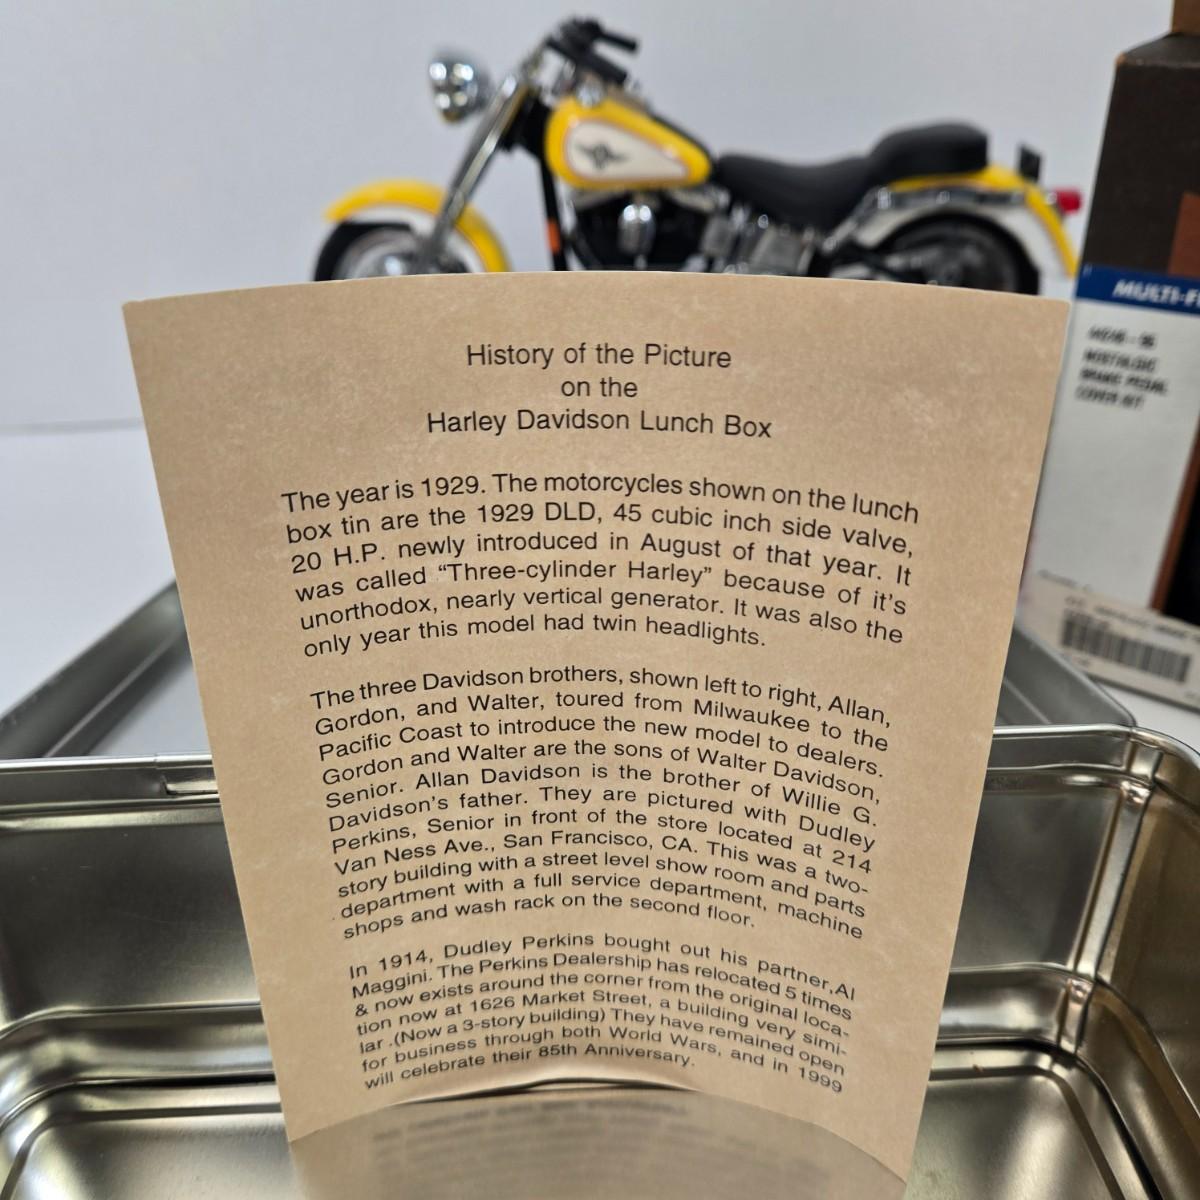 History of the Picture
on the
Harley Davidson Lunch Box
The year is 1929. The motorcycles shown on the lunch
box tin are the 1929 DLD, 45 cubic inch side valve,
20 H.P. newly introduced in August of that year. It
was called “Three-cylinder Harley” because of it’s
unorthodox, nearly vertical generator. It was also the
only year this model had twin headlights.
The three Davidson brothers, shown left to right, Allan,
Gordon, and Walter, toured from Milwaukee to the
Pacific Coast to introduce the new model to dealers.
Gordon and Walter are the sons of Walter Davidson,
Senior. Allan Davidson is the brother of Willie G.
Davidson’s father. They are pictured with Dudley
Perkins, Senior in front of the store located at 214
Van Ness Ave., San Francisco, CA. This was a two-
story building with a street level show room and parts
department with a full service department, machine
shops and wash rack on the second floor.
In 1914, Dudley Perkins bought out his partner,Al
Maggini. The Perkins Dealership has relocated 5 times
& now exists around the corner from the original loca-
tion now at 1626 Market Street, a building very simi-
lar .(Now a 3-story building) They have remained open
for business through both World Wars, and in 1999
will celebrate their 85th Anniversary.
MULTI-F
NOSTALGIC
BRAKE PEDAL
COVER KIT